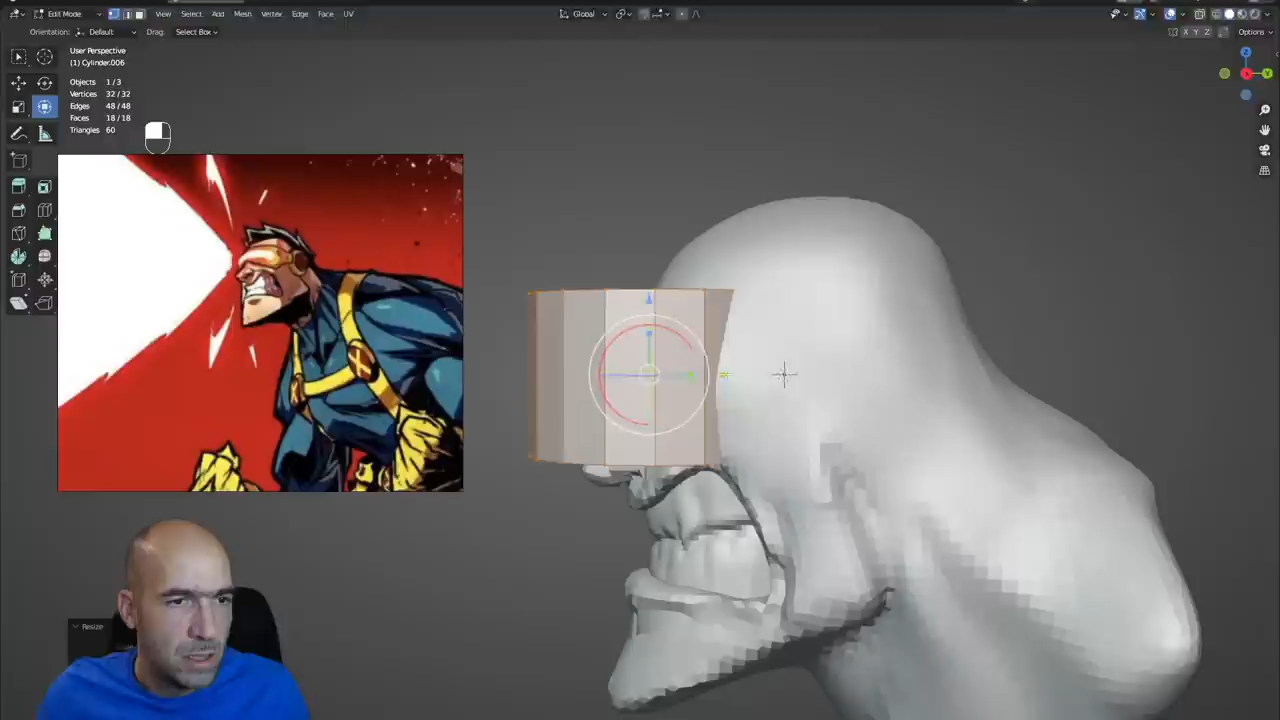 Edit Mode View Select Add Mesh Vertex Edge Face UV Global
Orientation: Default Drag: Select Box X Y Z Options
User Perspective
(1) Cylinder.006
Objects 1/3
Vertices 32/32
Edges 48/48
Faces 18/18
Triangles 60
Z
Y
X
Resize